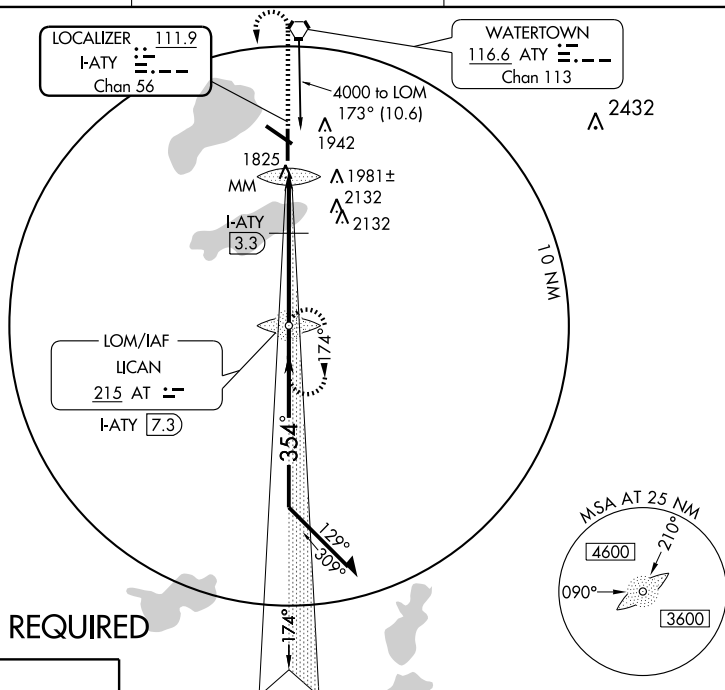 LOCALIZER 111.9
I-ATY
Chan 56
WATERTOWN
116.6 ATY
Chan 113
4000 to LOM
173° (10.6)
2432
1942
1825
MM
1981±
2132
2132
I-ATY
3.3
10 NM
LOM/IAF
LICAN
215 AT
I-ATY 7.3
174°
354°
129°
309°
174°
MSA AT 25 NM
4600
210°
090°
3600
REQUIRED